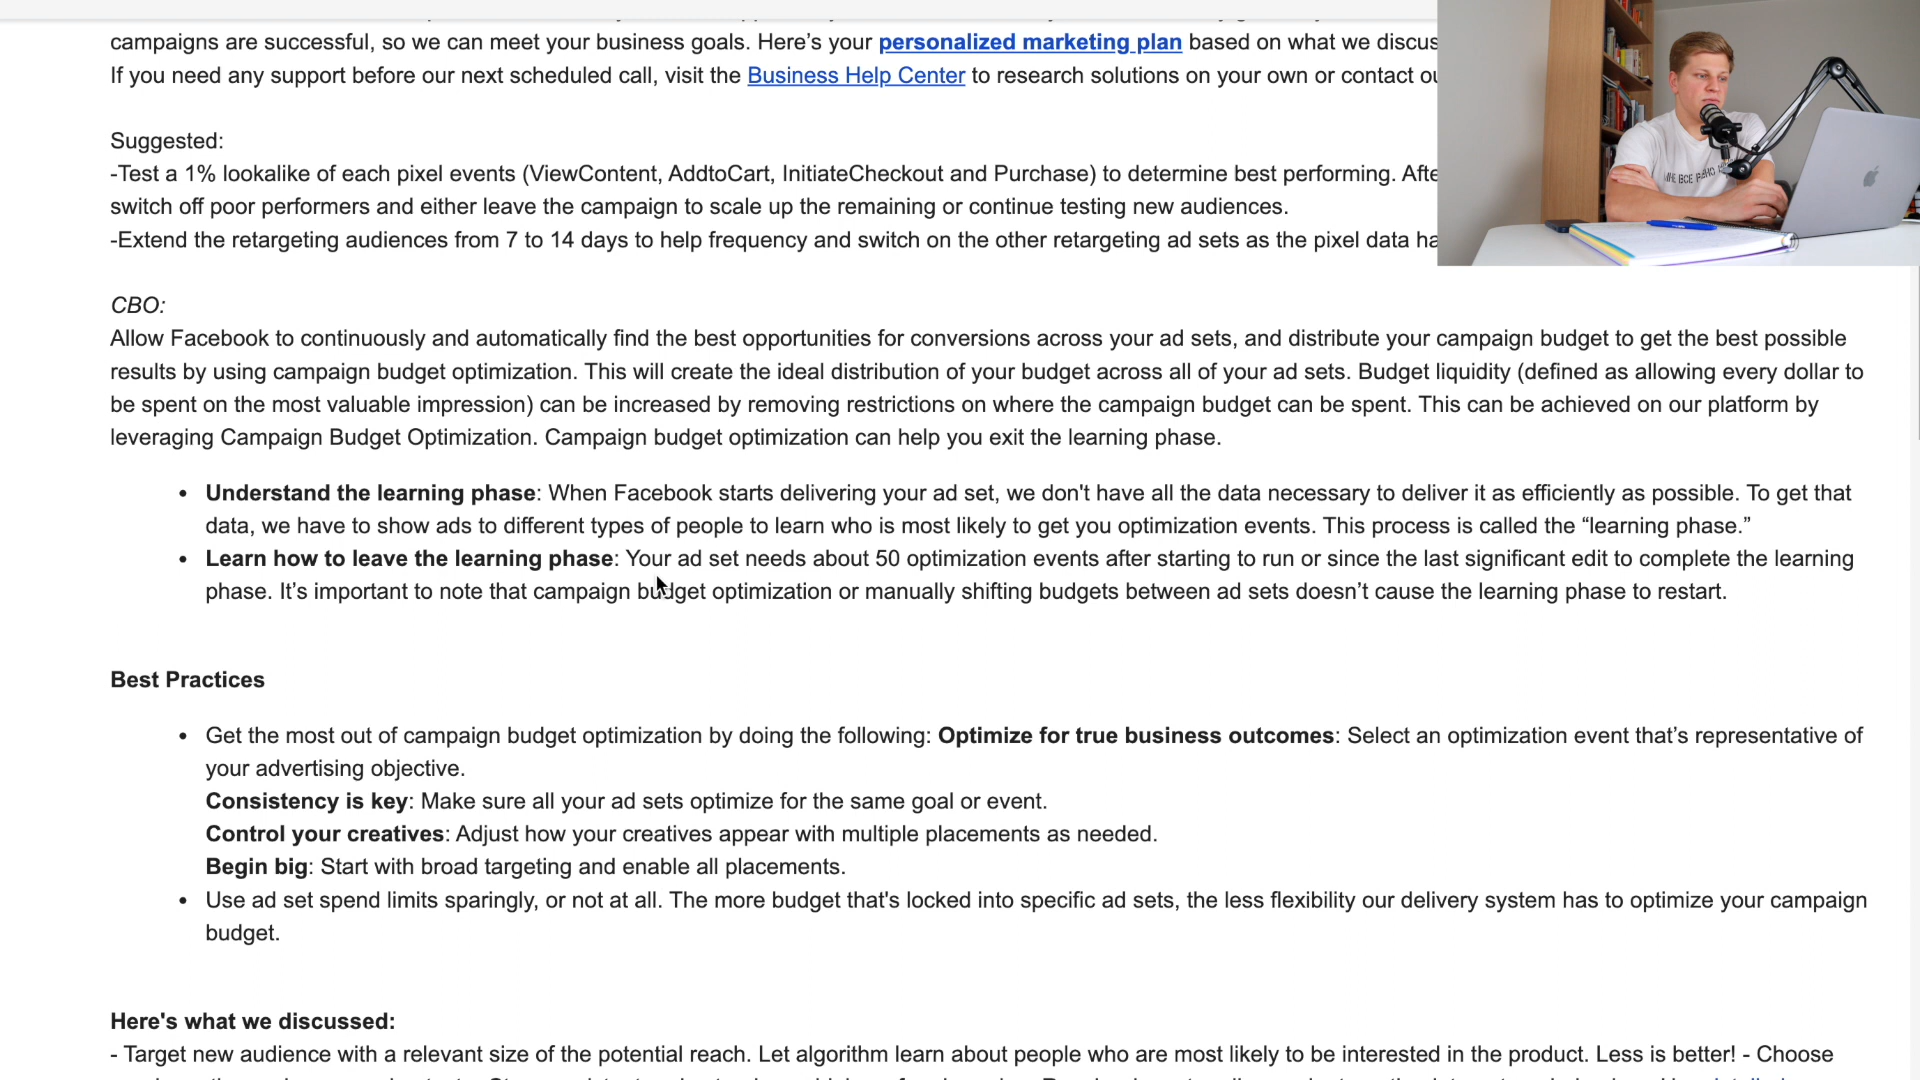 campaigns are successful, so we can meet your business goals. Here’s your personalized marketing plan based on what we discus
If you need any support before our next scheduled call, visit the Business Help Center to research solutions on your own or contact
Suggested:
-Test a 1% lookalike of each pixel events (ViewContent, AddtoCart, InitiateCheckout and Purchase) to determine best performing. Afte
switch off poor performers and either leave the campaign to scale up the remaining or continue testing new audiences.
-Extend the retargeting audiences from 7 to 14 days to help frequency and switch on the other retargeting ad sets as the pixel data ha
CBO:
Allow Facebook to continuously and automatically find the best opportunities for conversions across your ad sets, and distribute your campaign budget to get the best possible
results by using campaign budget optimization. This will create the ideal distribution of your budget across all of your ad sets. Budget liquidity (defined as allowing every dollar to
be spent on the most valuable impression) can be increased by removing restrictions on where the campaign budget can be spent. This can be achieved on our platform by
leveraging Campaign Budget Optimization. Campaign budget optimization can help you exit the learning phase.
• Understand the learning phase: When Facebook starts delivering your ad set, we don't have all the data necessary to deliver it as efficiently as possible. To get that
data, we have to show ads to different types of people to learn who is most likely to get you optimization events. This process is called the “learning phase.”
• Learn how to leave the learning phase: Your ad set needs about 50 optimization events after starting to run or since the last significant edit to complete the learning
phase. It’s important to note that campaign budget optimization or manually shifting budgets between ad sets doesn’t cause the learning phase to restart.
Best Practices
• Get the most out of campaign budget optimization by doing the following: Optimize for true business outcomes: Select an optimization event that’s representative of
your advertising objective.
Consistency is key: Make sure all your ad sets optimize for the same goal or event.
Control your creatives: Adjust how your creatives appear with multiple placements as needed.
Begin big: Start with broad targeting and enable all placements.
• Use ad set spend limits sparingly, or not at all. The more budget that's locked into specific ad sets, the less flexibility our delivery system has to optimize your campaign
budget.
Here's what we discussed:
- Target new audience with a relevant size of the potential reach. Let algorithm learn about people who are most likely to be interested in the product. Less is better! - Choose